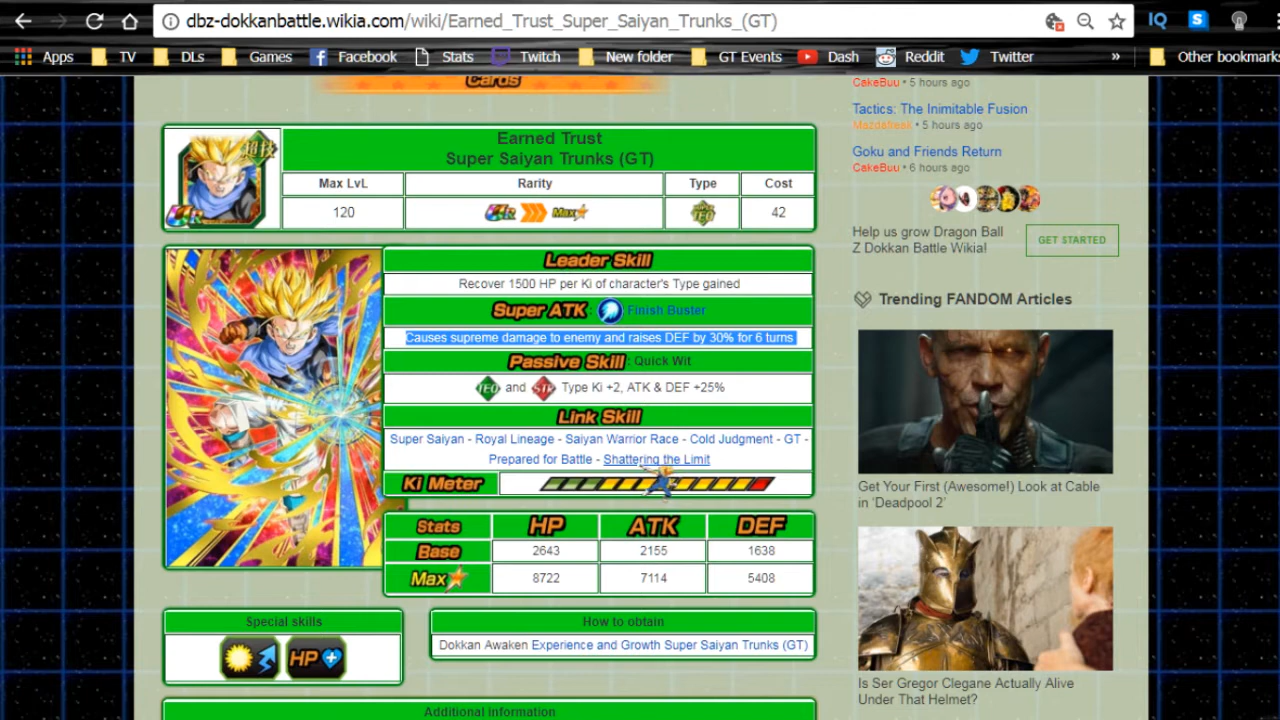 dbz-dokkanbattle.wikia.com/wiki/Earned_Trust_Super_Saiyan_Trunks_(GT)
IQ
S
Apps
TV
DLs
Games
Facebook
Stats
Twitch
New folder
GT Events
Dash
Reddit
Twitter
»
Other bookmarks
Cards
Earned Trust
Super Saiyan Trunks (GT)
Max LvL
Rarity
Type
Cost
120
UR
Max
42
Leader Skill
Recover 1500 HP per Ki of character's Type gained
Super ATK: Finish Buster
Causes supreme damage to enemy and raises DEF by 30% for 6 turns
Passive Skill: Quick Wit
TEQ and STR Type Ki +2, ATK & DEF +25%
Link Skill
Super Saiyan - Royal Lineage - Saiyan Warrior Race - Cold Judgment - GT -
Prepared for Battle - Shattering the Limit
Ki Meter
Stats HP ATK DEF
Base 2643 2155 1638
Max 8722 7114 5408
Special skills
HP
How to obtain
Dokkan Awaken Experience and Growth Super Saiyan Trunks (GT)
Additional information
CakeBuu • 5 hours ago
Tactics: The Inimitable Fusion
Mazdafreak • 5 hours ago
Goku and Friends Return
CakeBuu • 6 hours ago
Help us grow Dragon Ball
Z Dokkan Battle Wikia!
GET STARTED
Trending FANDOM Articles
Get Your First (Awesome!) Look at Cable
in 'Deadpool 2'
Is Ser Gregor Clegane Actually Alive
Under That Helmet?